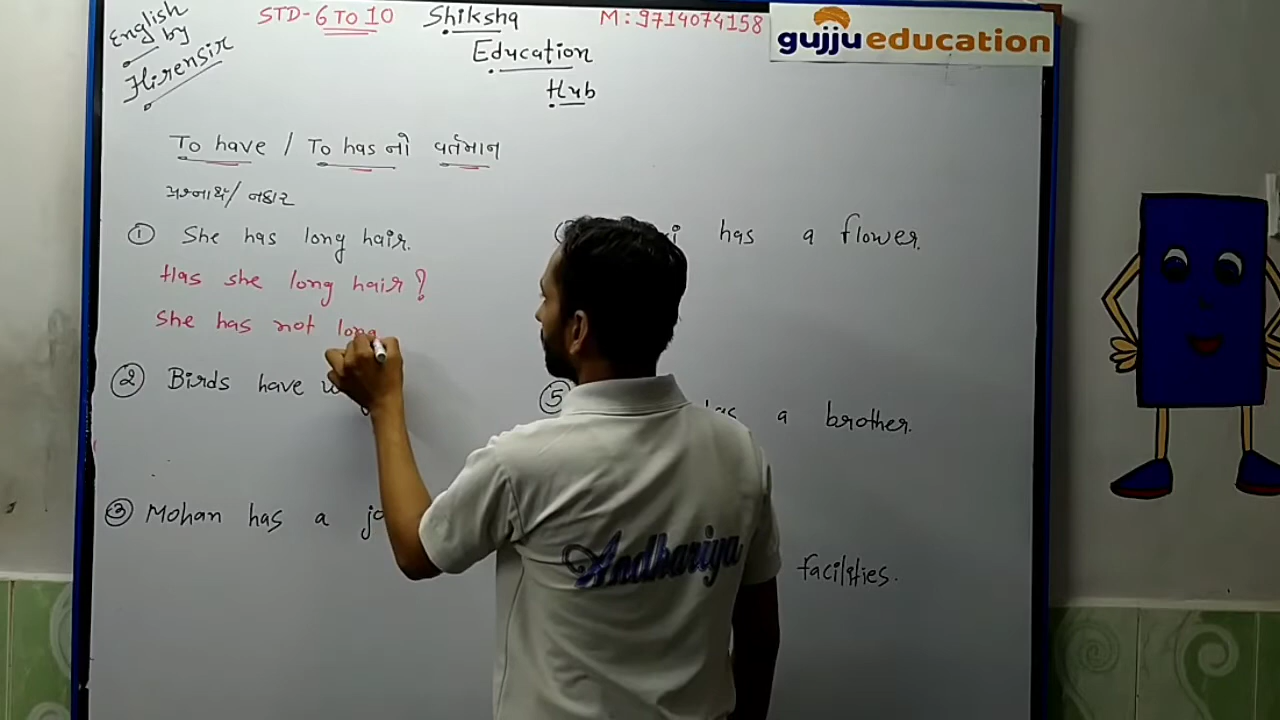 English by Hirensir
STD-6 TO 10
Shiksha
Education
Hub
M: 9714074158
gujjueducation
To have / To has નો વર્તમાન
પ્રશ્નાર્થ/નકાર
① She has long hair.
Has she long hair?
She has not long
② Birds have
③ Mohan has a
has a flower.
⑤ has a brother.
facilities.
Andhariya